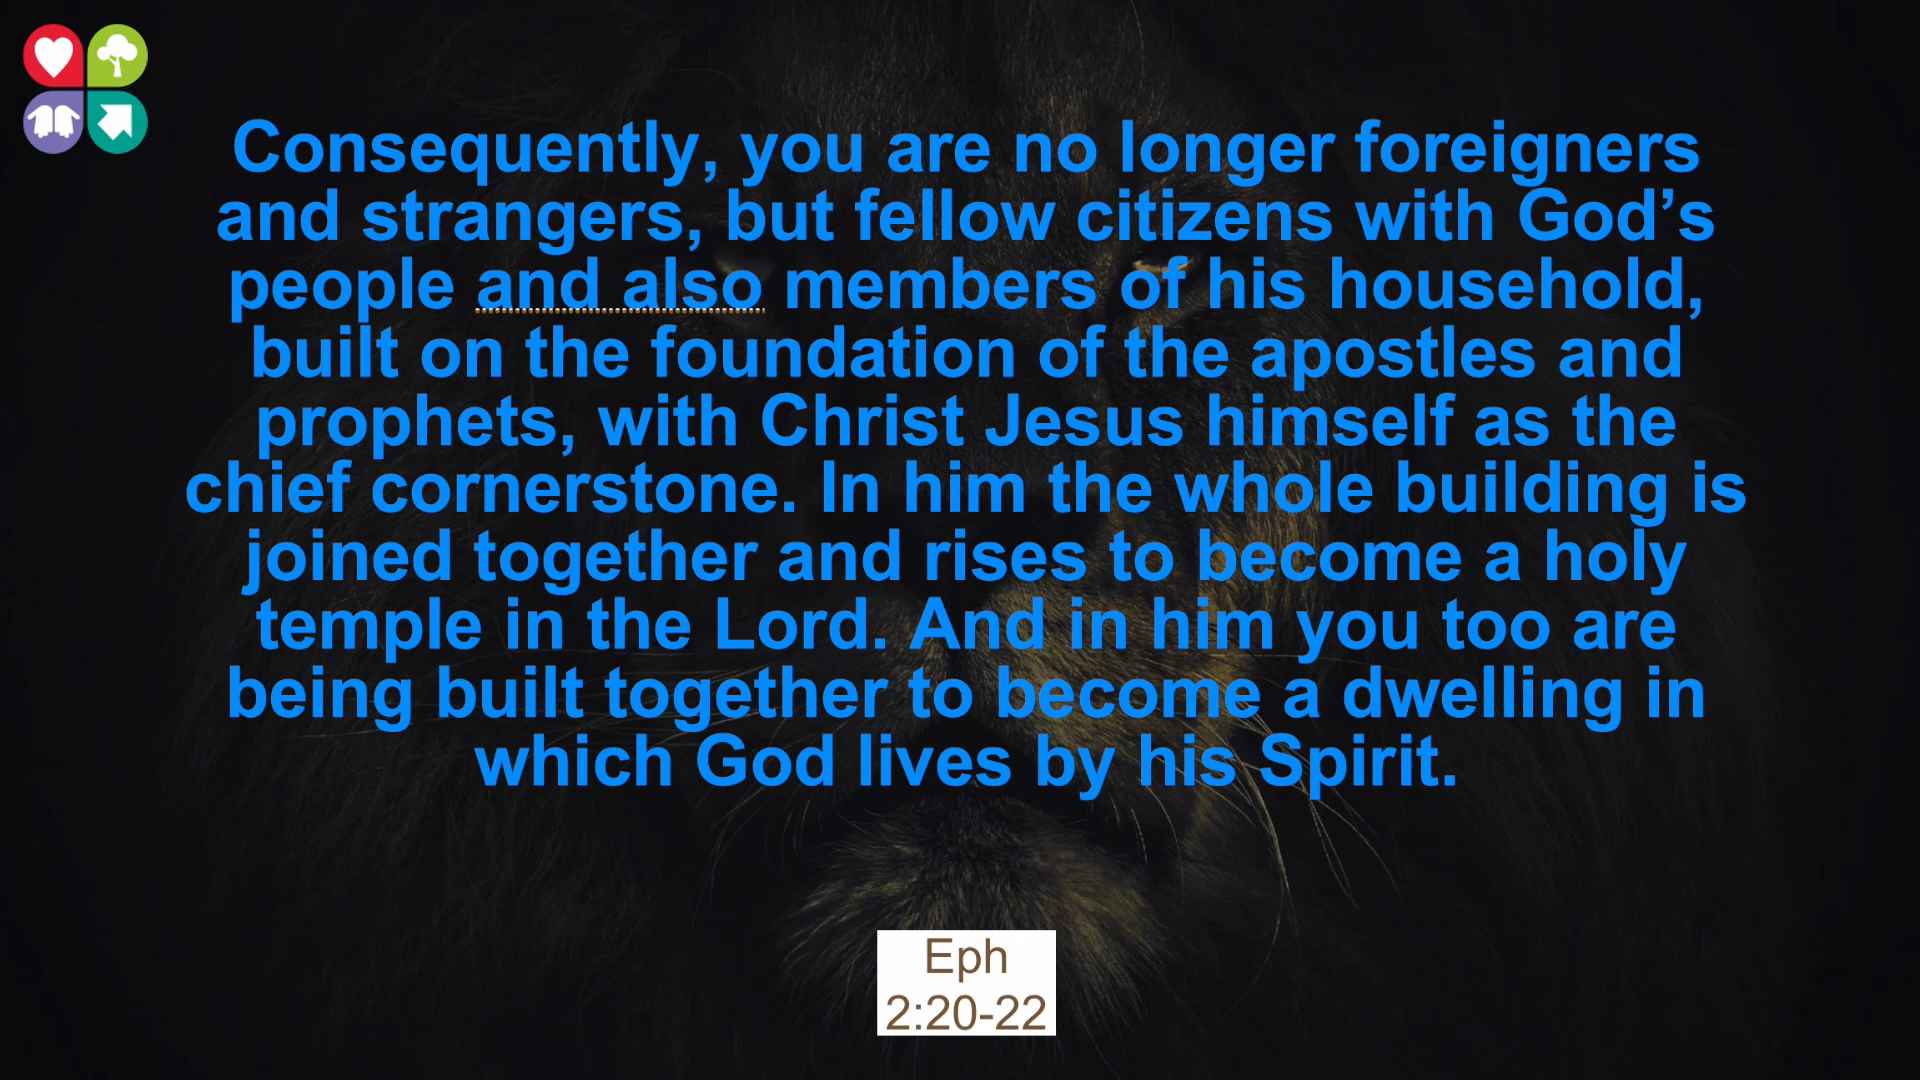 Consequently, you are no longer foreigners
and strangers, but fellow citizens with God’s
people and also members of his household,
built on the foundation of the apostles and
prophets, with Christ Jesus himself as the
chief cornerstone. In him the whole building is
joined together and rises to become a holy
temple in the Lord. And in him you too are
being built together to become a dwelling in
which God lives by his Spirit.
Eph
2:20-22